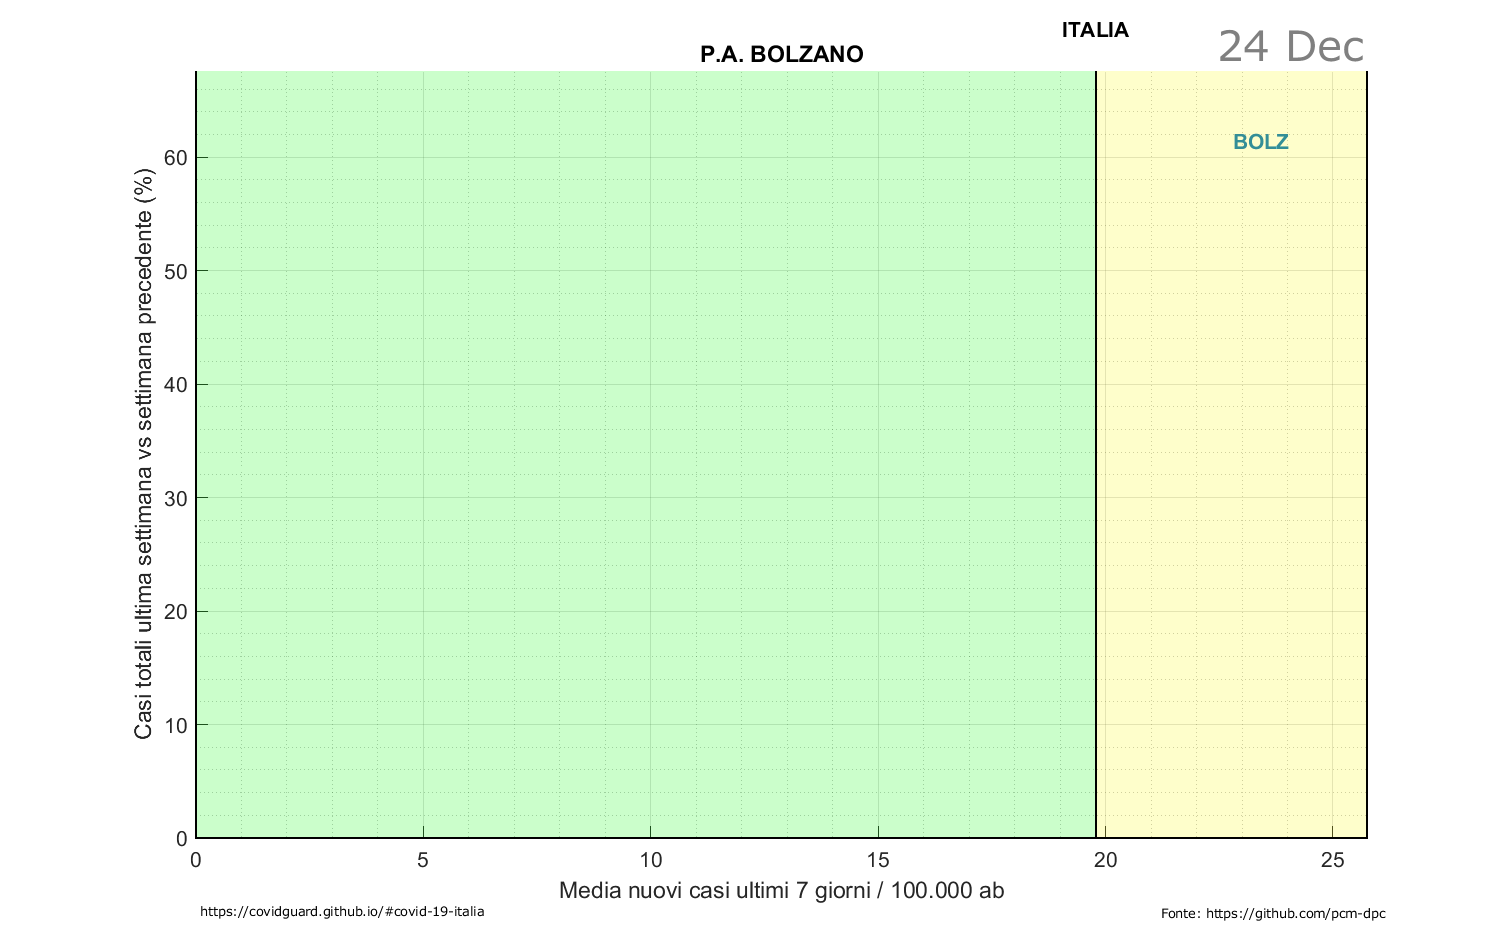 ITALIA
24 Dec
P.A. BOLZANO
BOLZ
60
50
40
30
20
10
0
Casi totali ultima settimana vs settimana precedente (%)
0 5 10 15 20 25
Media nuovi casi ultimi 7 giorni / 100.000 ab
https://covidguard.github.io/#covid-19-italia
Fonte: https://github.com/pcm-dpc